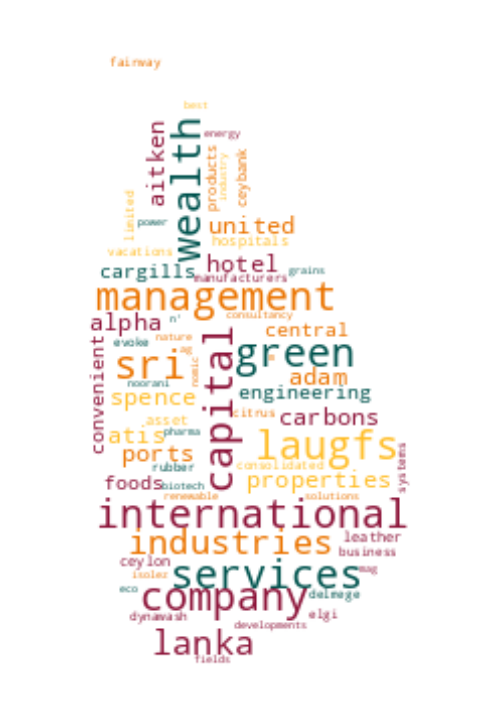 fairway
best
energy
aitken
wealth
products
industry
ceybank
limited
power
united
hospitals
vacations
cargills
hotel
grains
manufacturers
management
consultancy
alpha
n'
central
convenient
evoke
nature
capital
green
ag
sri
nomic
adam
noorani
spence
engineering
citrus
carbons
asset
atis
pharma
laugfs
ports
systems
rubber
consolidated
foods
biotech
properties
renewable
solutions
international
industries
leather
business
ceylon
isolez
services
mag
eco
company
delmege
dynawash
elgi
developments
lanka
fields